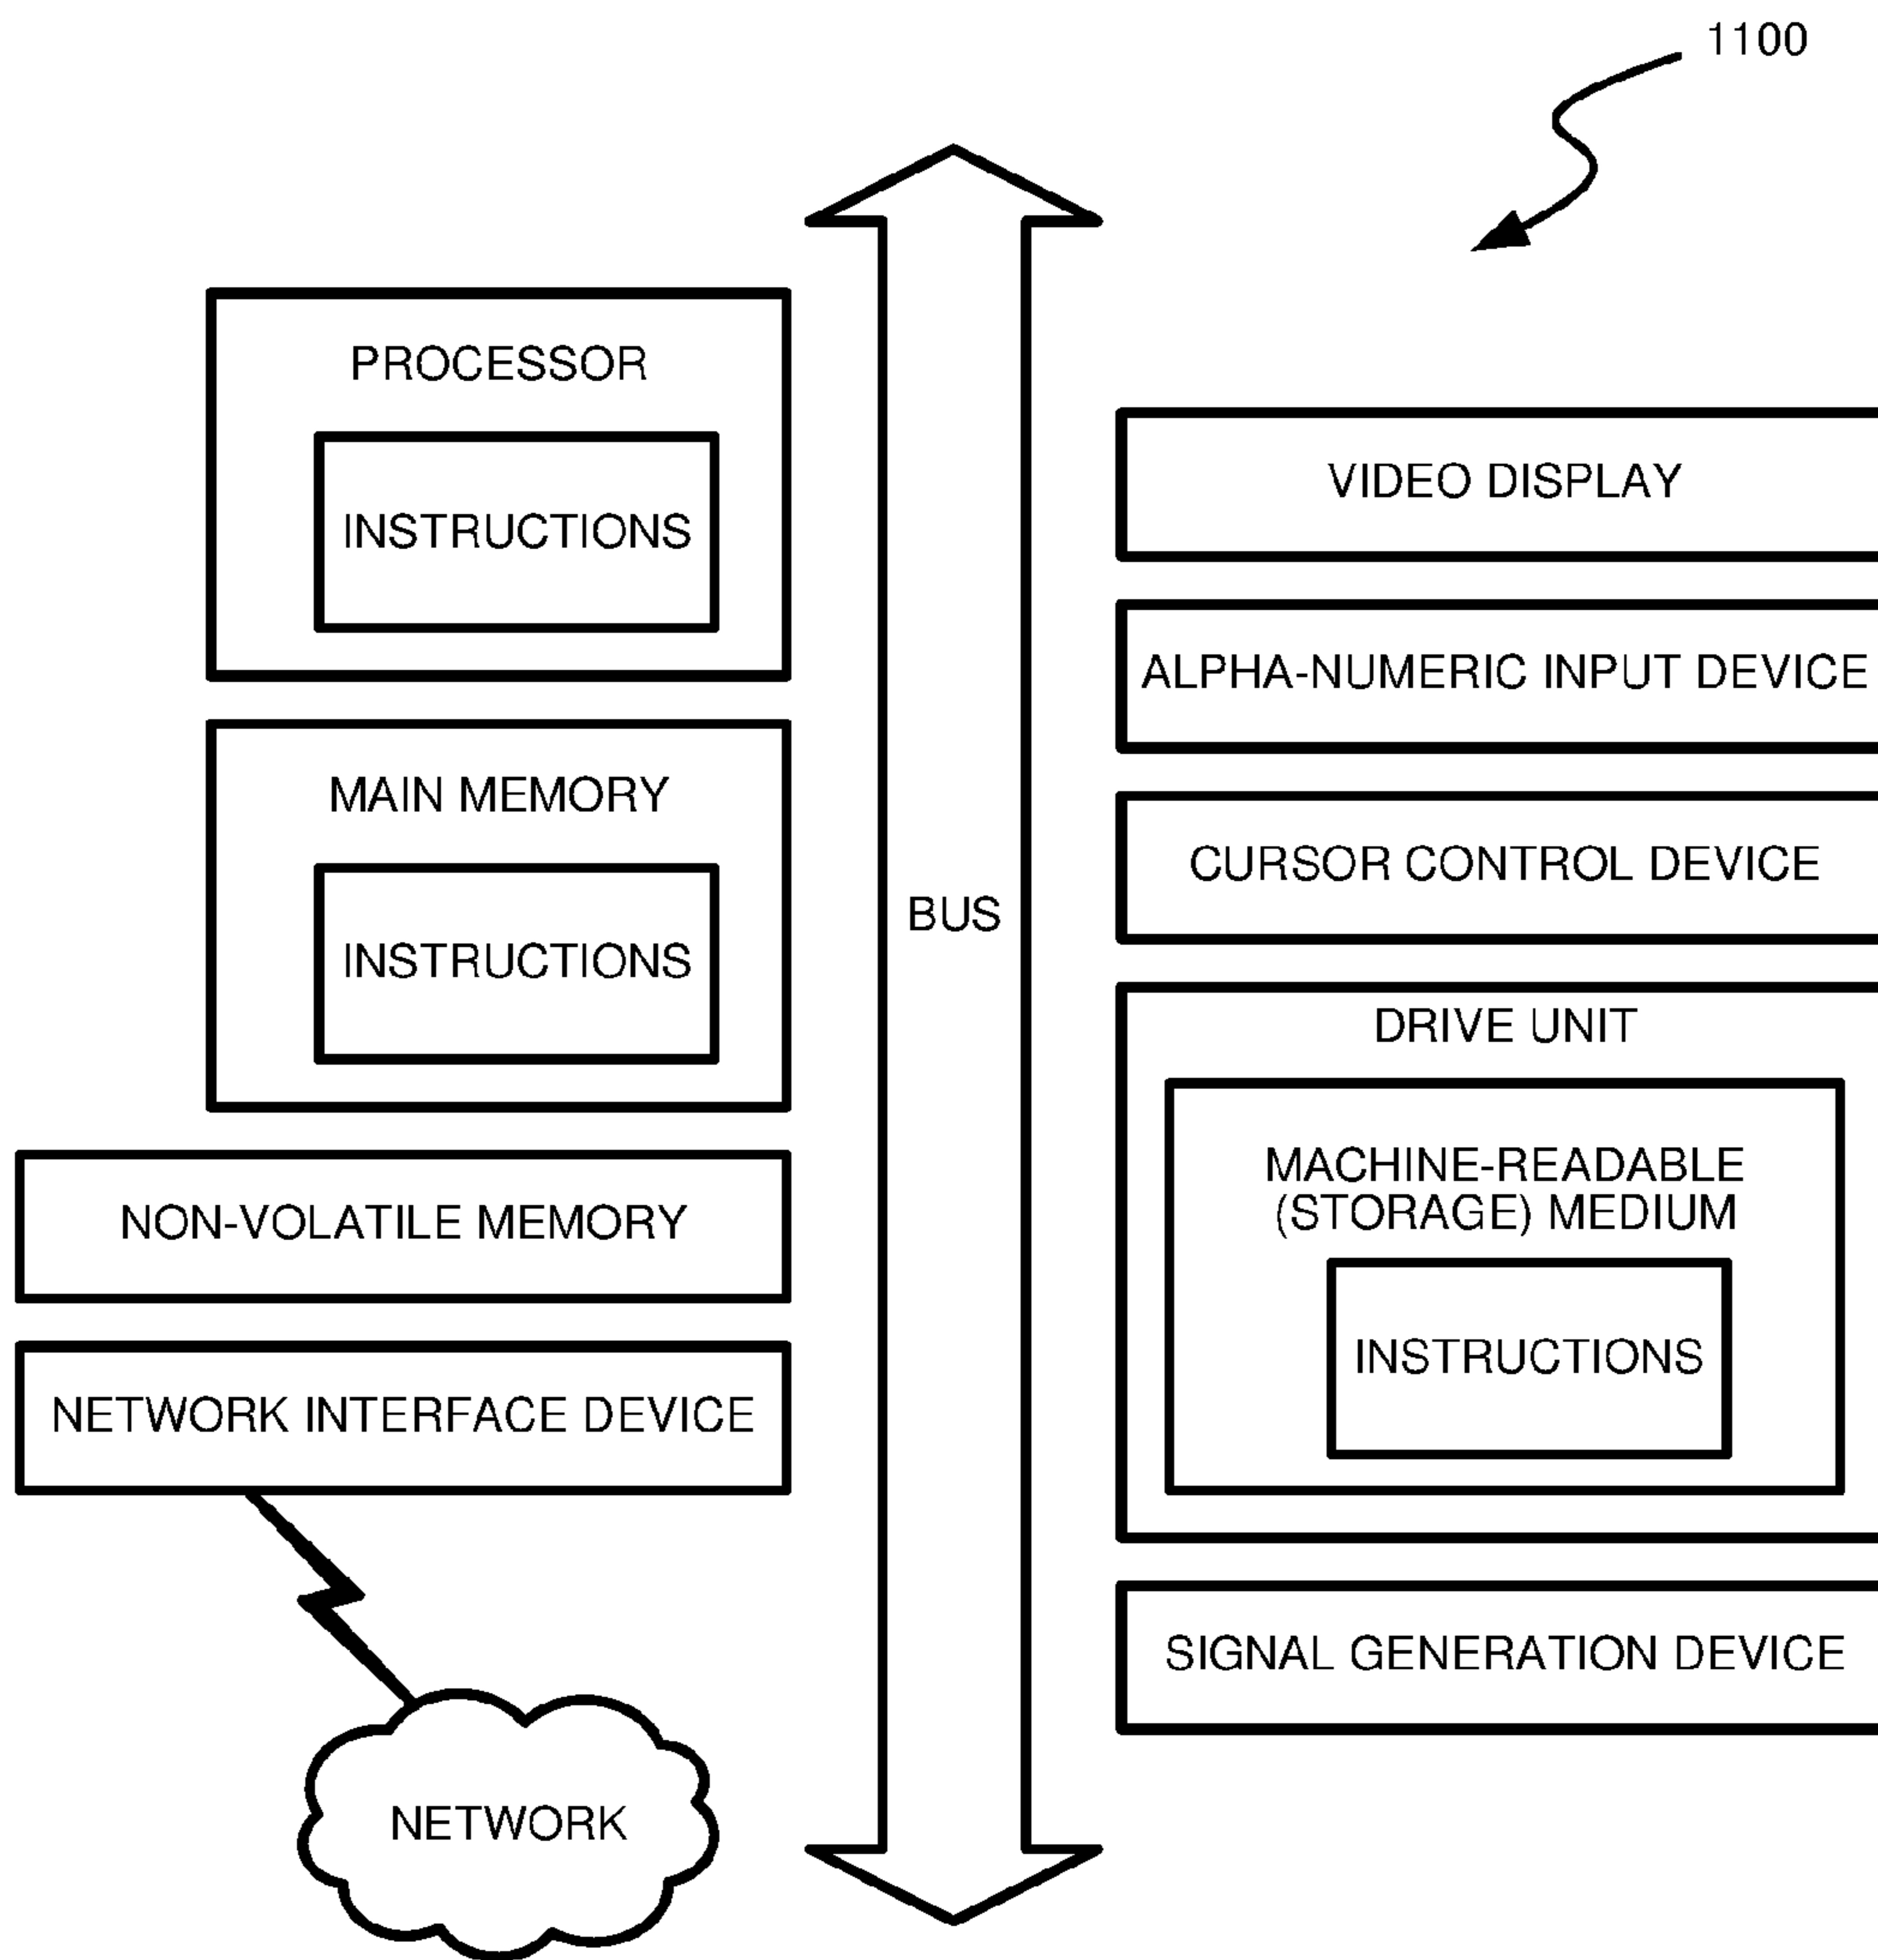 1100
PROCESSOR
INSTRUCTIONS
MAIN MEMORY
INSTRUCTIONS
NON-VOLATILE MEMORY
NETWORK INTERFACE DEVICE
NETWORK
BUS
VIDEO DISPLAY
ALPHA-NUMERIC INPUT DEVICE
CURSOR CONTROL DEVICE
DRIVE UNIT
MACHINE-READABLE
(STORAGE) MEDIUM
INSTRUCTIONS
SIGNAL GENERATION DEVICE